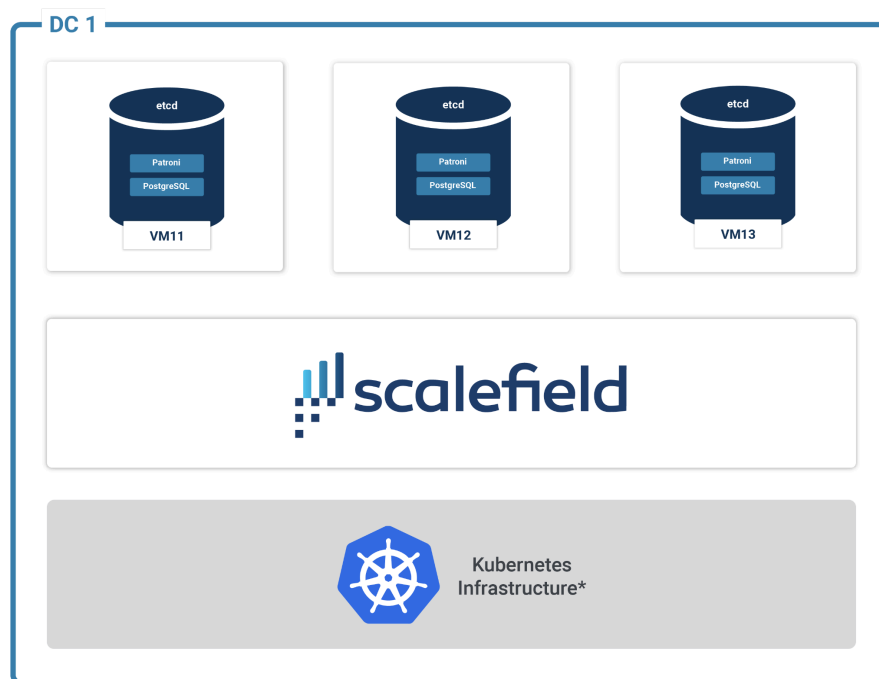 DC 1
etcd
Patroni
PostgreSQL
VM11
etcd
Patroni
PostgreSQL
VM12
etcd
Patroni
PostgreSQL
VM13
scalefield
Kubernetes
Infrastructure*